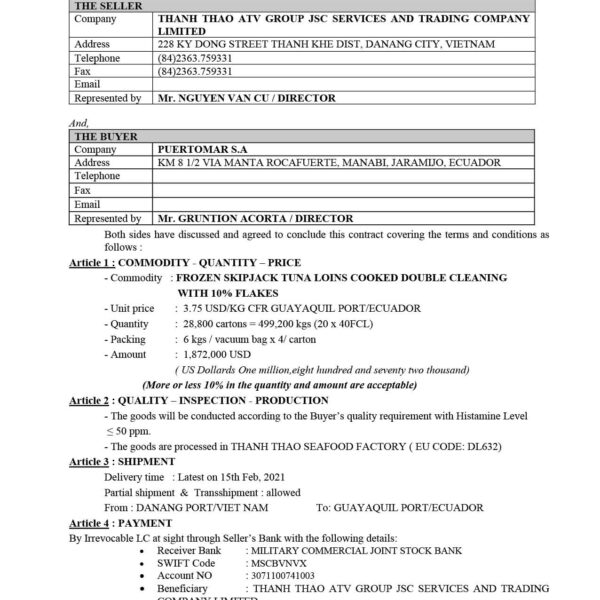 THE SELLER
Company THANH THAO ATV GROUP JSC SERVICES AND TRADING COMPANY
LIMITED
Address 228 KY DONG STREET THANH KHE DIST, DANANG CITY, VIETNAM
Telephone (84)2363.759331
Fax (84)2363.759331
Email
Represented by Mr. NGUYEN VAN CU / DIRECTOR
And,
THE BUYER
Company PUERTOMAR S.A
Address KM 8 1/2 VIA MANTA ROCAFUERTE, MANABI, JARAMIJO, ECUADOR
Telephone
Fax
Email
Represented by Mr. GRUNTION ACORTA / DIRECTOR
Both sides have discussed and agreed to conclude this contract covering the terms and conditions as
follows :
Article 1 : COMMODITY - QUANTITY – PRICE
- Commodity : FROZEN SKIPJACK TUNA LOINS COOKED DOUBLE CLEANING
WITH 10% FLAKES
- Unit price : 3.75 USD/KG CFR GUAYAQUIL PORT/ECUADOR
- Quantity : 28,800 cartons = 499,200 kgs (20 x 40FCL)
- Packing : 6 kgs / vacuum bag x 4/ carton
- Amount : 1,872,000 USD
( US Dollards One million,eight hundred and seventy two thousand)
(More or less 10% in the quantity and amount are acceptable)
Article 2 : QUALITY – INSPECTION - PRODUCTION
- The goods will be conducted according to the Buyer's quality requirement with Histamine Level
≤ 50 ppm.
- The goods are processed in THANH THAO SEAFOOD FACTORY ( EU CODE: DL632)
Article 3 : SHIPMENT
Delivery time : Latest on 15th Feb, 2021
Partial shipment & Transshipment : allowed
From : DANANG PORT/VIET NAM To: GUAYAQUIL PORT/ECUADOR
Article 4 : PAYMENT
By Irrevocable LC at sight through Seller's Bank with the following details:
• Receiver Bank : MILITARY COMMERCIAL JOINT STOCK BANK
• SWIFT Code : MSCBVNVX
• Account NO : 3071100741003
• Beneficiary : THANH THAO ATV GROUP JSC SERVICES AND TRADING
COMPANY LIMITED